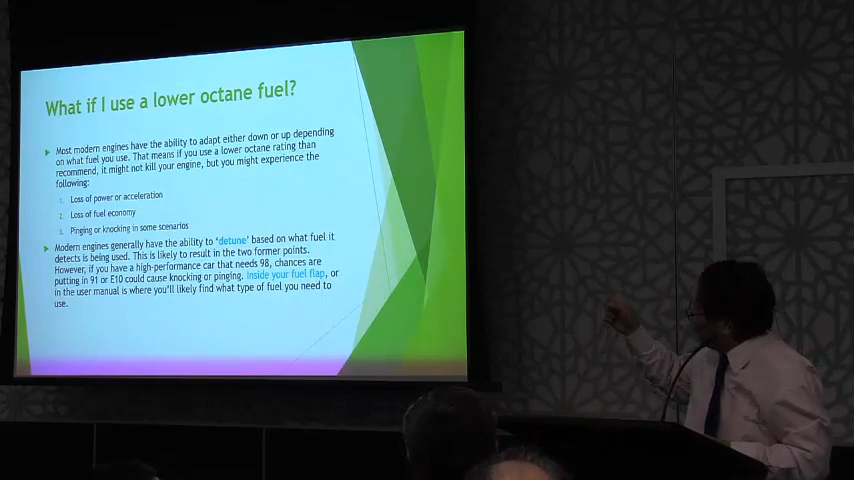 What if I use a lower octane fuel?
Most modern engines have the ability to adapt either down or up depending
on what fuel you use. That means if you use a lower octane rating than
recommend, it might not kill your engine, but you might experience the
following:
1. Loss of power or acceleration
2. Loss of fuel economy
3. Pinging or knocking in some scenarios
Modern engines generally have the ability to 'detune' based on what fuel it
detects is being used. This is likely to result in the two former points.
However, if you have a high-performance car that needs 98, chances are
putting in 91 or E10 could cause knocking or pinging. Inside your fuel flap, or
in the user manual is where you'll likely find what type of fuel you need to
use.